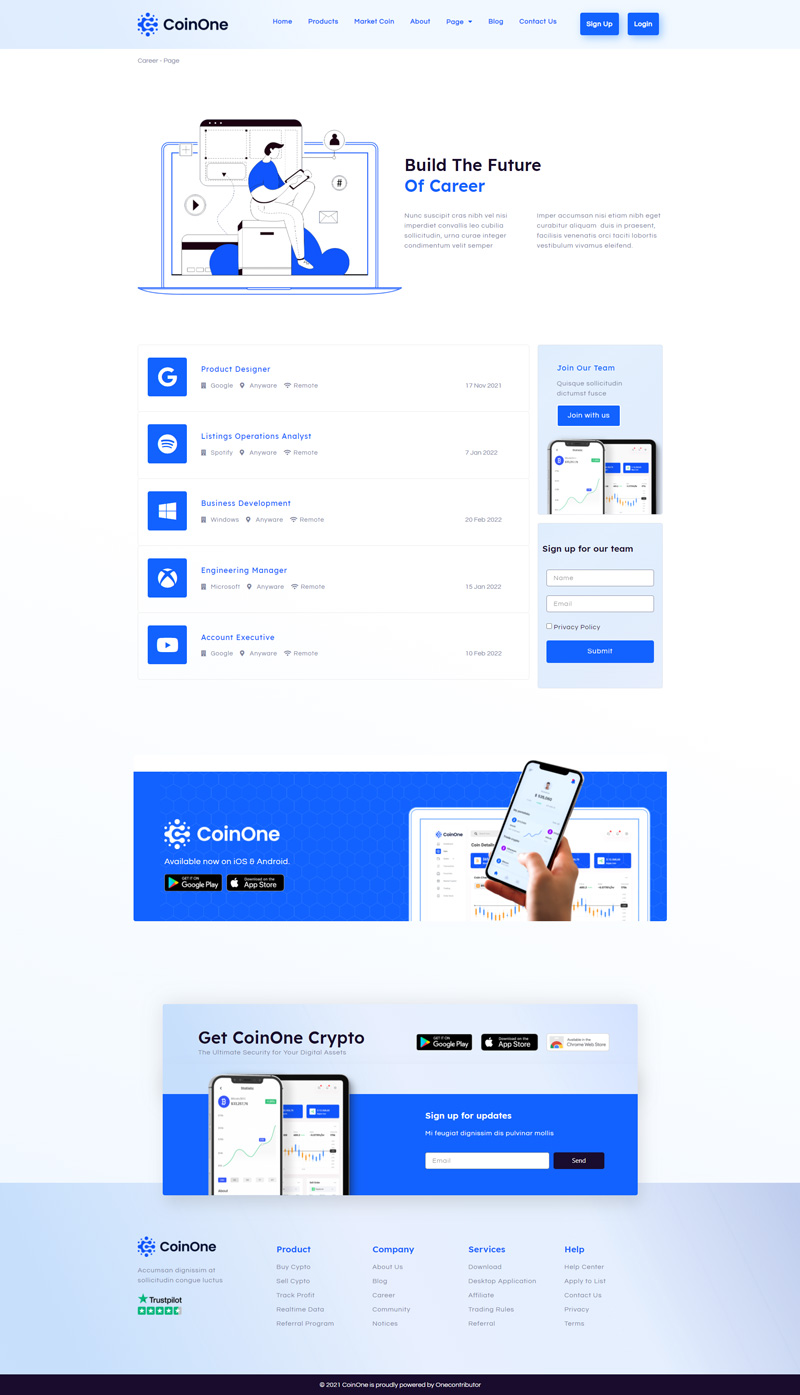 CoinOne
Home Products Market Coin About Page Blog Contact Us Sign Up Login
Career - Page
Build The Future
Of Career
Nunc suscipit cras nibh vel nisi
imperdiet convallis leo cubilia
sollicitudin, urna curae integer
condimentum velit semper
Imper accumsan nisi etiam nibh eget
curabitur aliquam duis in praesent,
facilisis venenatis orci taciti lobortis
vestibulum vivamus eleifend.
#
Product Designer
Google Anyware Remote 17 Nov 2021
Listings Operations Analyst
Spotify Anyware Remote 7 Jan 2022
Business Development
Wiridows Anyware Remote 20 Feb 2022
Engineering Manager
Microsoft Anyware Remote 15 Jan 2022
Account Executive
Google Anyware Remote 10 Feb 2022
Join Our Team
Quisque sollicitudin
dictumst fusce
Join with us
Sign up for our team
Name
Email
Privacy Policy
Submit
CoinOne
Available now on iOS & Android.
GET IT ON
Google Play
Download on the
App Store
CoinOne
Coin Details
Get CoinOne Crypto
The Ultimate Security for Your Digital Assets
GET IT ON
Google Play
Download on the
App Store
Available in the
Chrome Web Store
Sign up for updates
Mi feugiat dignissim dis pulvinar mollis
Email
Send
About
CoinOne
Accumsan dignissim at
sollicitudin congue luctus
Trustpilot
Product
Buy Cypto
Sell Cypto
Track Profit
Realtime Data
Referral Program
Company
About Us
Blog
Career
Community
Notices
Services
Download
Desktop Application
Affiliate
Trading Rules
Referral
Help
Help Center
Apply to List
Contact Us
Privacy
Terms
© 2021 CoinOne is proudly powered by Onecontributor